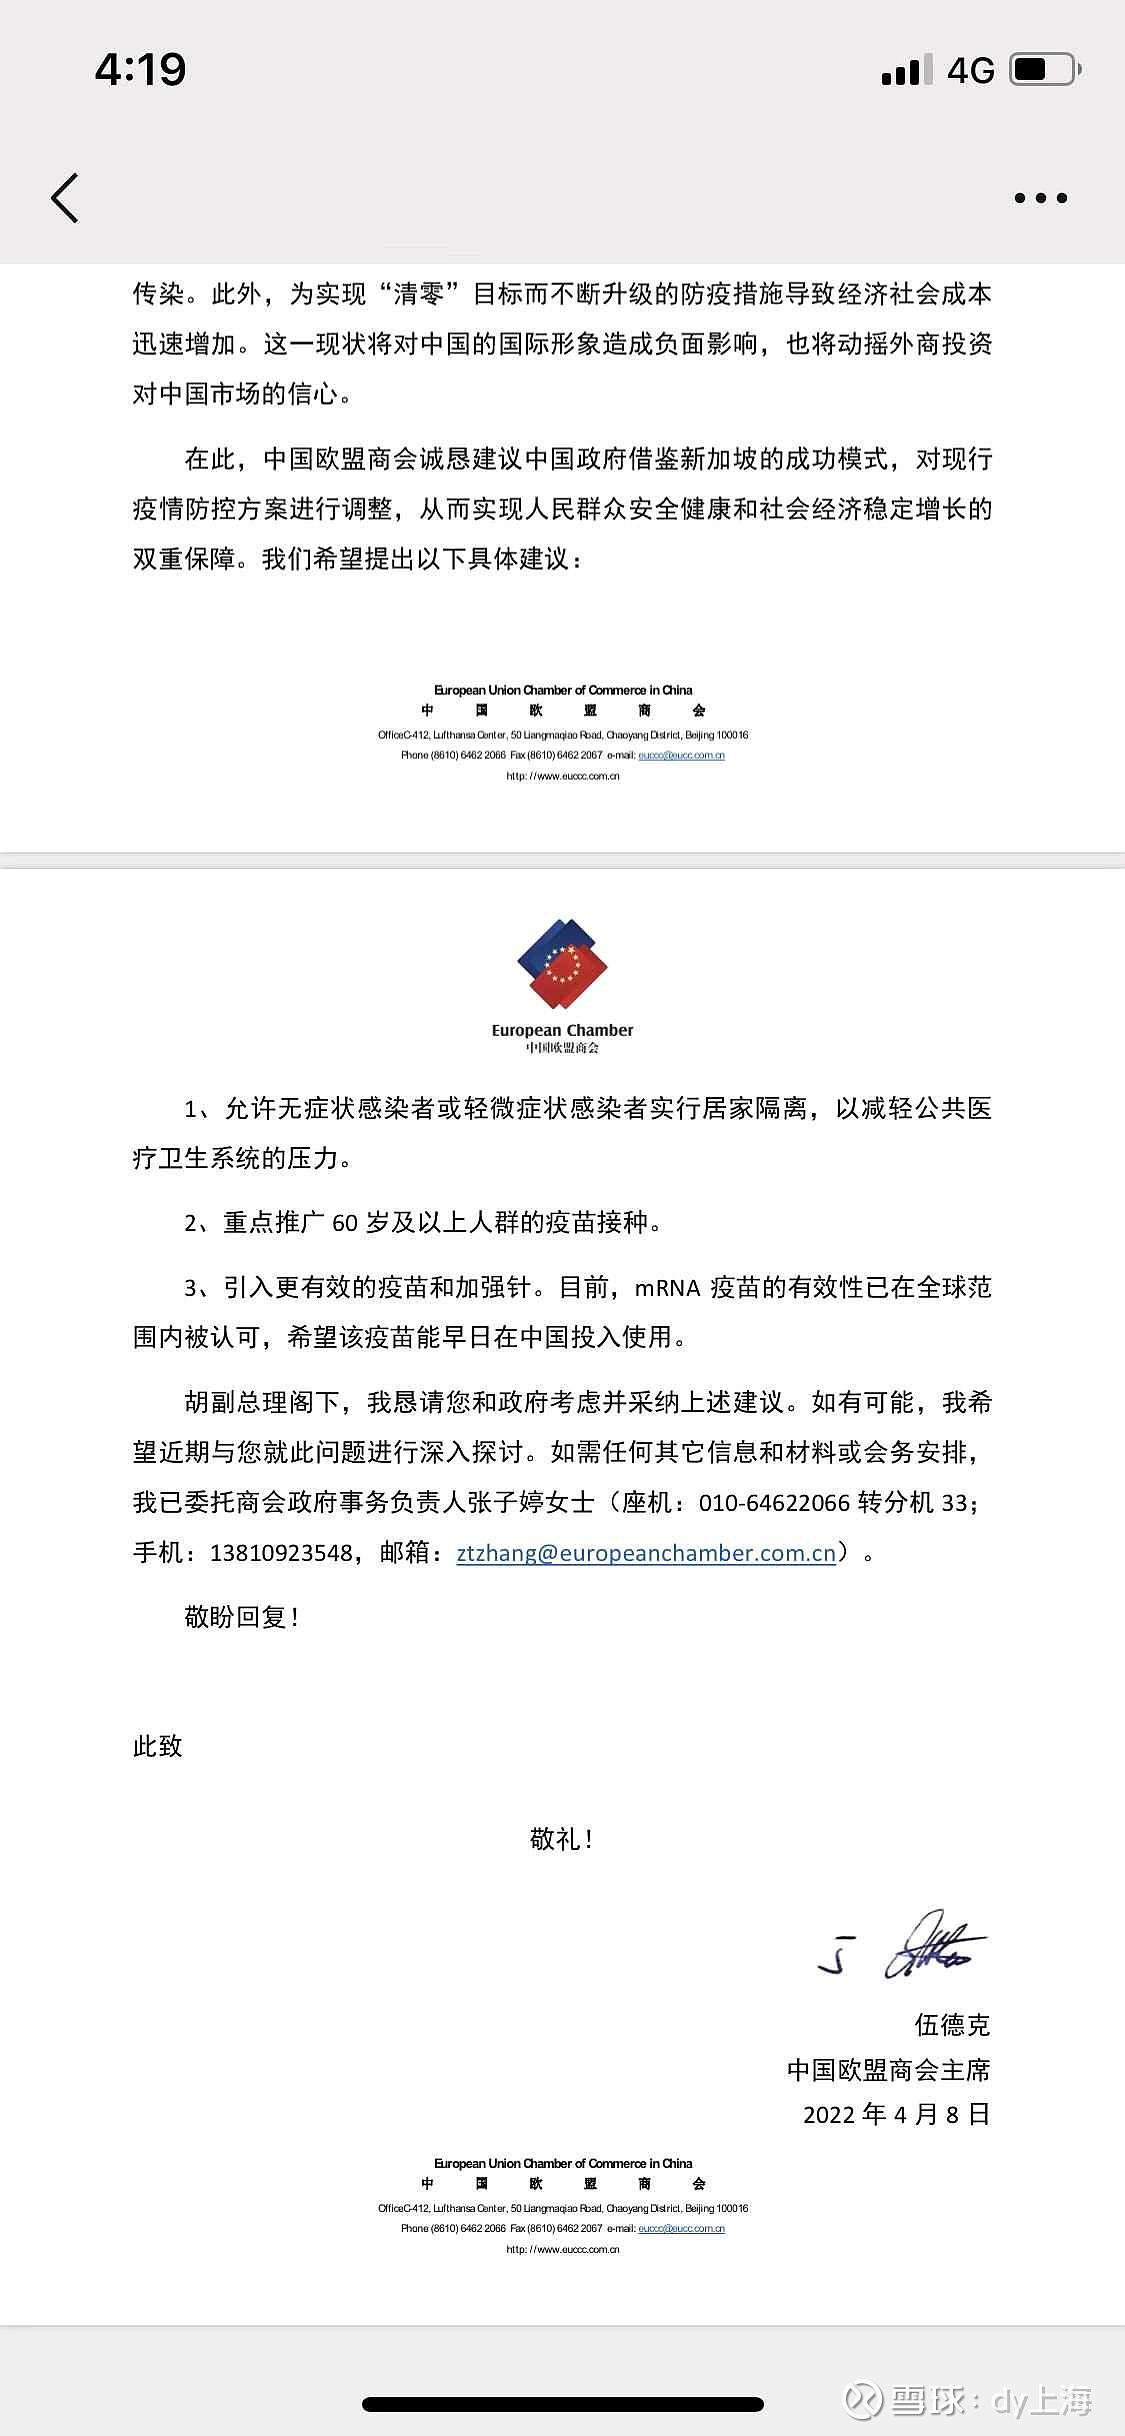 4:19
4G
传染。此外，为实现“清零”目标而不断升级的防疫措施导致经济社会成本
迅速增加。这一现状将对中国的国际形象造成负面影响，也将动摇外商投资
对中国市场的信心。
在此，中国欧盟商会诚恳建议中国政府借鉴新加坡的成功模式，对现行
疫情防控方案进行调整，从而实现人民群众安全健康和社会经济稳定增长的
双重保障。我们希望提出以下具体建议：
European Union Chamber of Commerce in China
中 国 欧 盟 商 会
OfficeC-412, Lufthansa Center, 50 Liangmaqiao Road, Chaoyang District, Beijing 100016
Phone (8610) 6462 2066 Fax (8610) 6462 2067 e-mail: euccc@eucc.com.cn
http: //www.euccc.com.cn
European Chamber
中国欧盟商会
1、允许无症状感染者或轻微症状感染者实行居家隔离，以减轻公共医
疗卫生系统的压力。
2、重点推广 60 岁及以上人群的疫苗接种。
3、引入更有效的疫苗和加强针。目前，mRNA 疫苗的有效性已在全球范
围内被认可，希望该疫苗能早日在中国投入使用。
胡副总理阁下，我恳请您和政府考虑并采纳上述建议。如有可能，我希
望近期与您就此问题进行深入探讨。如需任何其它信息和材料或会务安排，
我已委托商会政府事务负责人张子婷女士（座机：010-64622066 转分机 33；
手机：13810923548，邮箱：ztzhang@europeanchamber.com.cn）。
敬盼回复！
此致
敬礼！
伍德克
中国欧盟商会主席
2022 年 4 月 8 日
European Union Chamber of Commerce in China
中 国 欧 盟 商 会
OfficeC-412, Lufthansa Center, 50 Liangmaqiao Road, Chaoyang District, Beijing 100016
Phone (8610) 6462 2066 Fax (8610) 6462 2067 e-mail: euccc@eucc.com.cn
http: //www.euccc.com.cn
雪球：dy上海